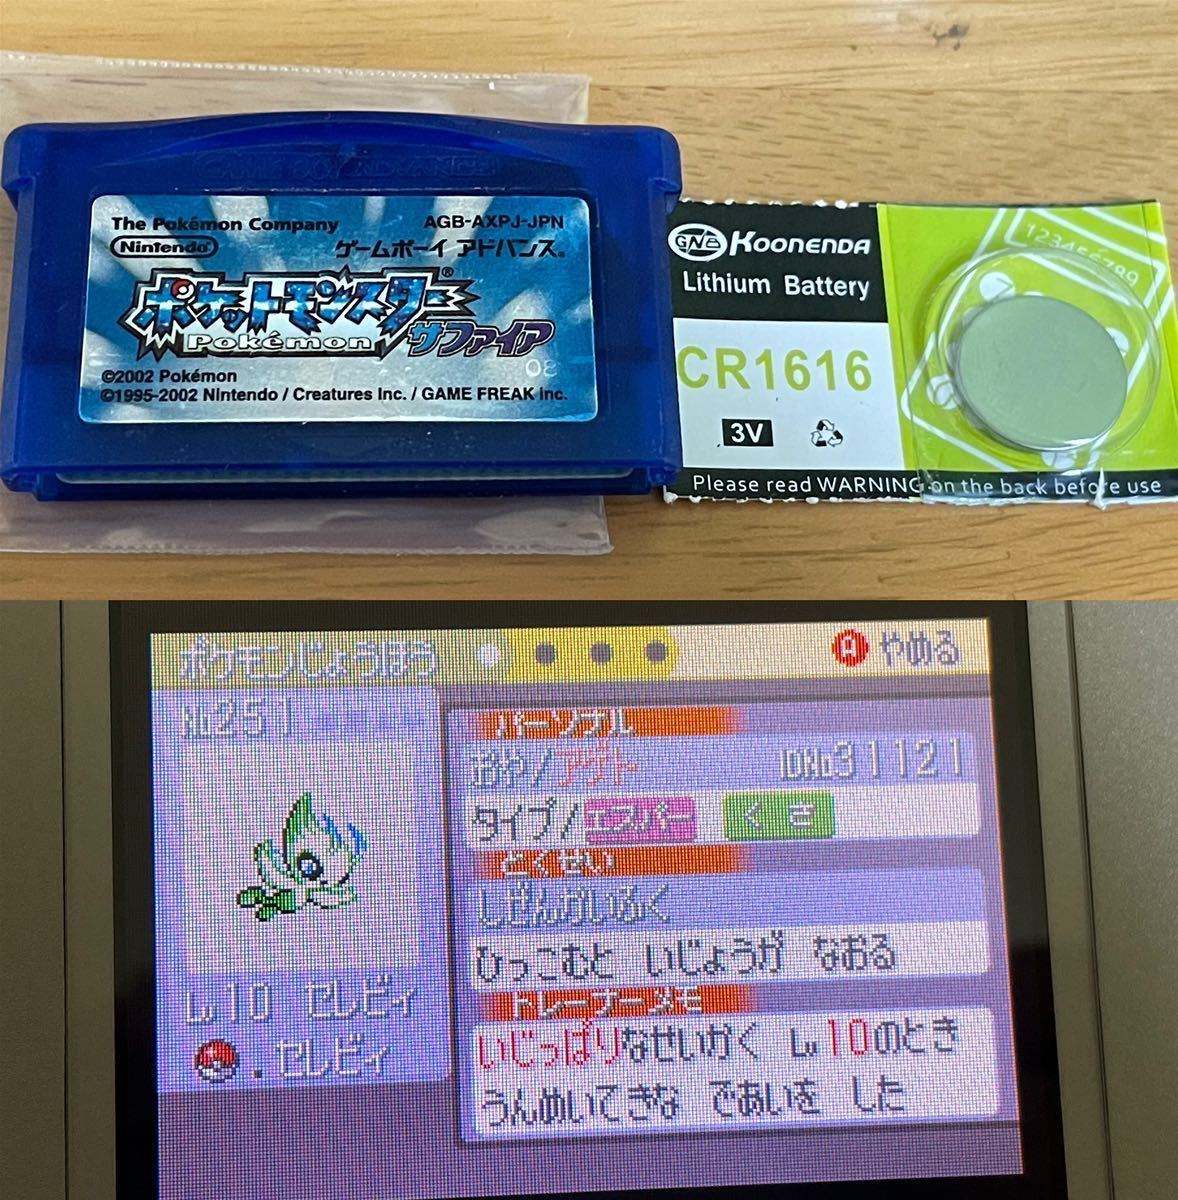 GAME BOY ADVANCE
The Pokémon Company
AGB-AXPJ-JPN
Nintendo
ゲームボーイ アドバンス®
ポケットモンスター®
Pokémon サファイア
08
©2002 Pokémon
©1995-2002 Nintendo / Creatures Inc. / GAME FREAK inc.
GNB KOONENDA
Lithium Battery
CR1616
3V
123456789
Please read WARNING on the back before use
ポケモンじょうほう
A やめる
No251
パーソナル
おや/アゲト
IDNo31121
タイプ/エスパー くさ
とくせい
しぜんかいふく
ひっこむと いじょうが なおる
トレーナーメモ
いじっぱりなせいかく Lv10のとき
うんめいてきな であいを した
Lv10 セレビィ
.セレビィ